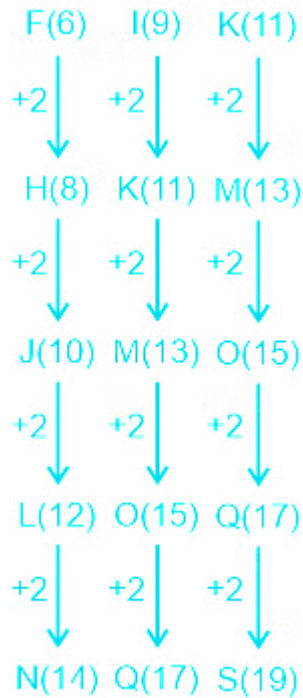 F(6) I(9) K(11)
+2 +2 +2
H(8) K(11) M(13)
+2 +2 +2
J(10) M(13) O(15)
+2 +2 +2
L(12) O(15) Q(17)
+2 +2 +2
N(14) Q(17) S(19)